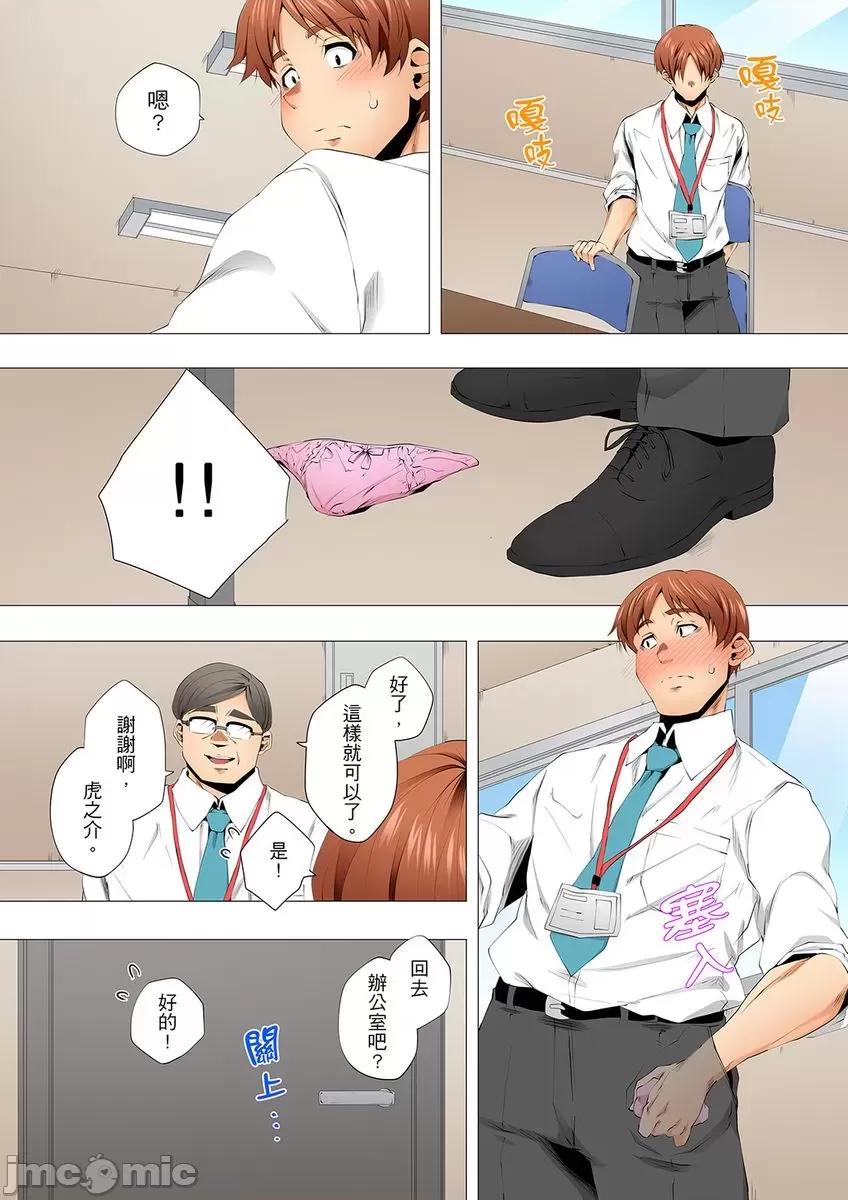 嘎吱
嘎吱
嗯？
!!
塞入
好了，
這樣就可以了。
謝謝啊，
虎之介。
是！
回去
辦公室吧？
好的！
關上…
jmcomic